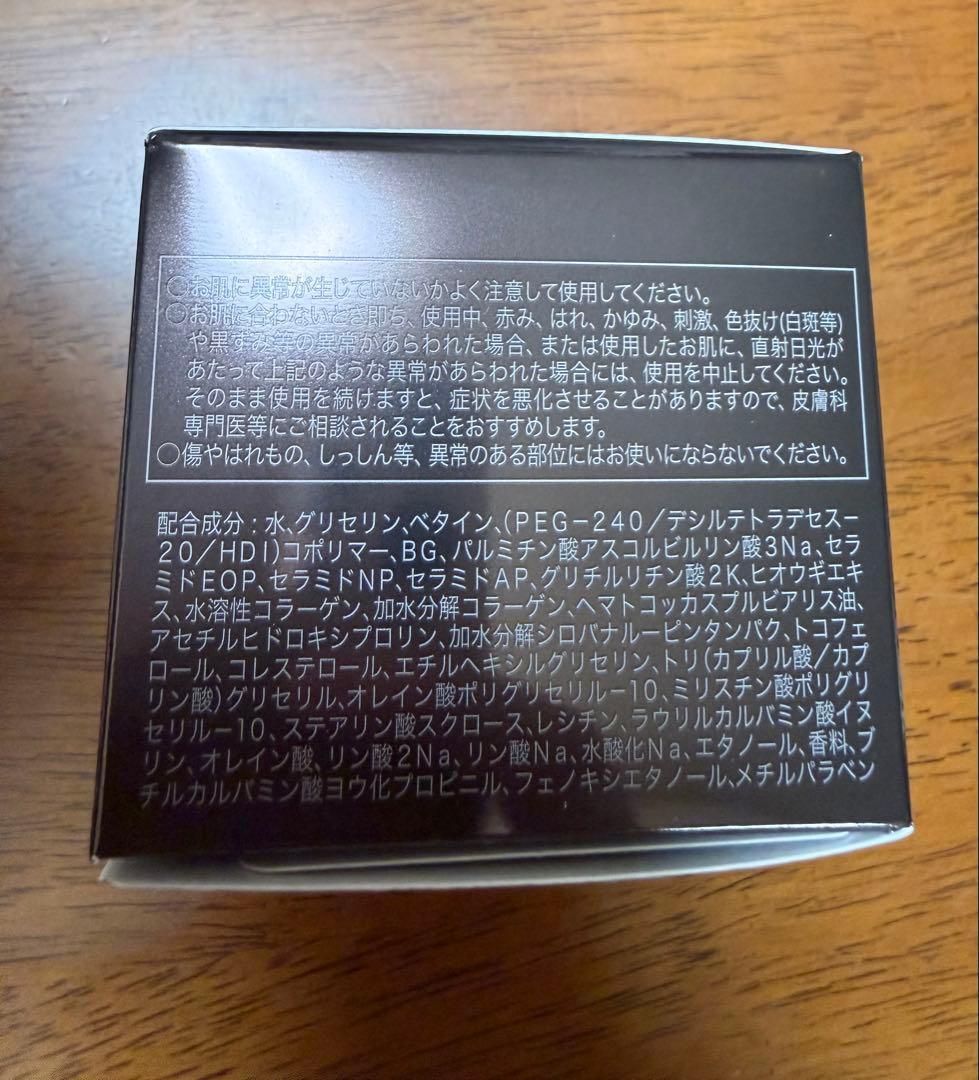 ○お肌に異常が生じていないかよく注意して使用してください。
○お肌に合わないとき即ち、使用中、赤み、はれ、かゆみ、刺激、色抜け(白斑等)
や黒ずみ等の異常があらわれた場合、または使用したお肌に、直射日光が
あたって上記のような異常があらわれた場合には、使用を中止してください。
そのまま使用を続けますと、症状を悪化させることがありますので、皮膚科
専門医等にご相談されることをおすすめします。
○傷やはれもの、しっしん等、異常のある部位にはお使いにならないでください。
配合成分：水、グリセリン、ベタイン、(PEG－240／デシルテトラデセス－
20／HDI)コポリマー、BG、パルミチン酸アスコルビルリン酸3Na、セラ
ミドEOP、セラミドNP、セラミドAP、グリチルリチン酸2K、ヒオウギエキ
ス、水溶性コラーゲン、加水分解コラーゲン、ヘマトコッカスプルビアリス油、
アセチルヒドロキシプロリン、加水分解シロバナルーピンタンパク、トコフェ
ロール、コレステロール、エチルヘキシルグリセリン、トリ(カプリル酸／カプ
リン酸)グリセリル、オレイン酸ポリグリセリル－10、ミリスチン酸ポリグリ
セリル－10、ステアリン酸スクロース、レシチン、ラウリルカルバミン酸イヌ
リン、オレイン酸、リン酸2Na、リン酸Na、水酸化Na、エタノール、香料、ブ
チルカルバミン酸ヨウ化プロピニル、フェノキシエタノール、メチルパラベン